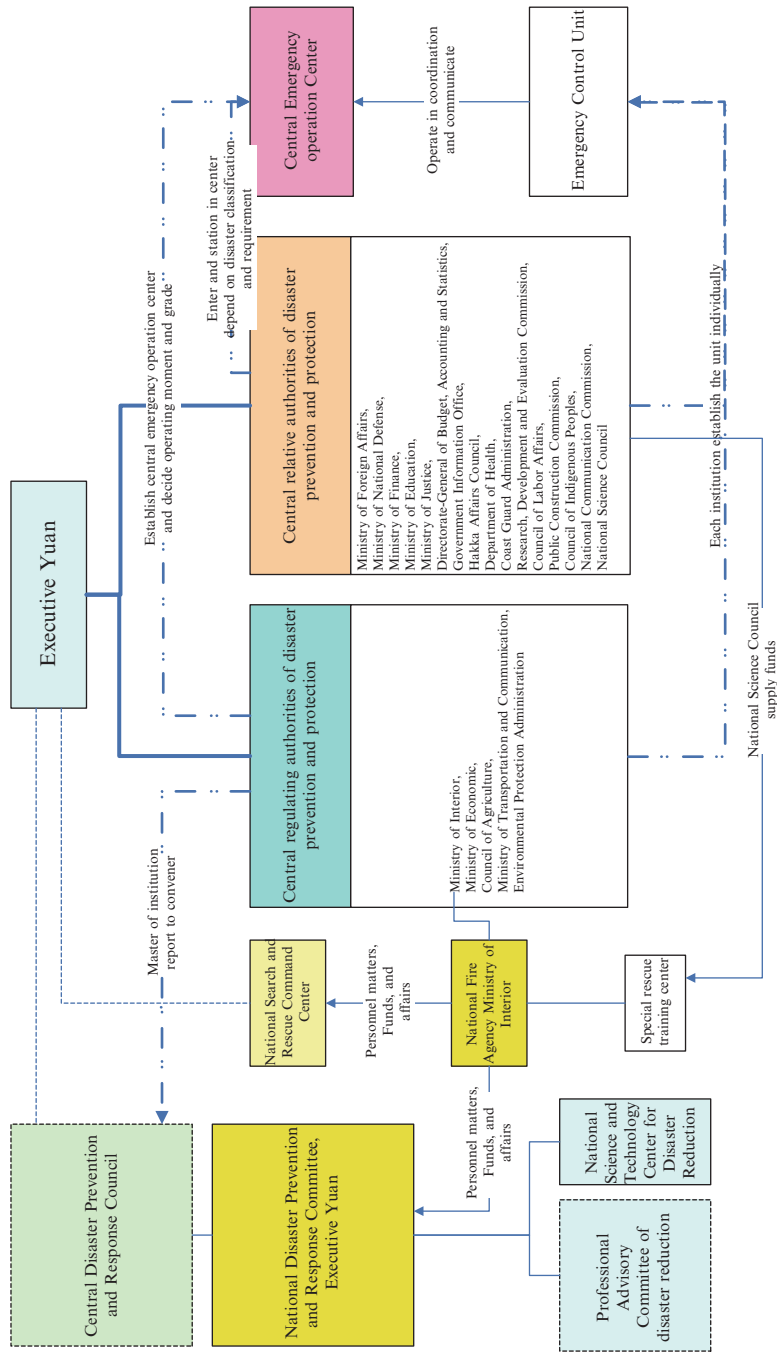 Executive Yuan
Central Disaster Prevention
and Response Council
Master of institution
report to convener
Establish central emergency operation center
and decide operating moment and grade
Enter and station in center
depend on disaster classification
and requirement
National Disaster Prevention
and Response Committee,
Executive Yuan
National Search and
Rescue Command
Center
Central regulating authorities of disaster
prevention and protection
Central relative authorities of disaster
prevention and protection
Central Emergency
operation Center
Personnel matters,
Funds, and
affairs
Ministry of Interior,
Ministry of Economic,
Council of Agriculture,
Ministry of Transportation and Communication,
Environmental Protection Administration
Ministry of Foreign Affairs,
Ministry of National Defense,
Ministry of Finance,
Ministry of Education,
Ministry of Justice,
Directorate-General of Budget, Accounting and Statistics,
Government Information Office,
Hakka Affairs Council,
Department of Health,
Coast Guard Administration,
Research, Development and Evaluation Commission,
Council of Labor Affairs,
Public Construction Commission,
Council of Indigenous Peoples,
National Communication Commission,
National Science Council
Operate in coordination
and communicate
National Fire
Agency Ministry of
Interior
Personnel matters,
Funds, and
affairs
Emergency Control Unit
Professional
Advisory
Committee of
disaster reduction
National
Science and
Technology
Center for
Disaster
Reduction
Special rescue
training center
Each institution establish the unit individually
National Science Council
supply funds